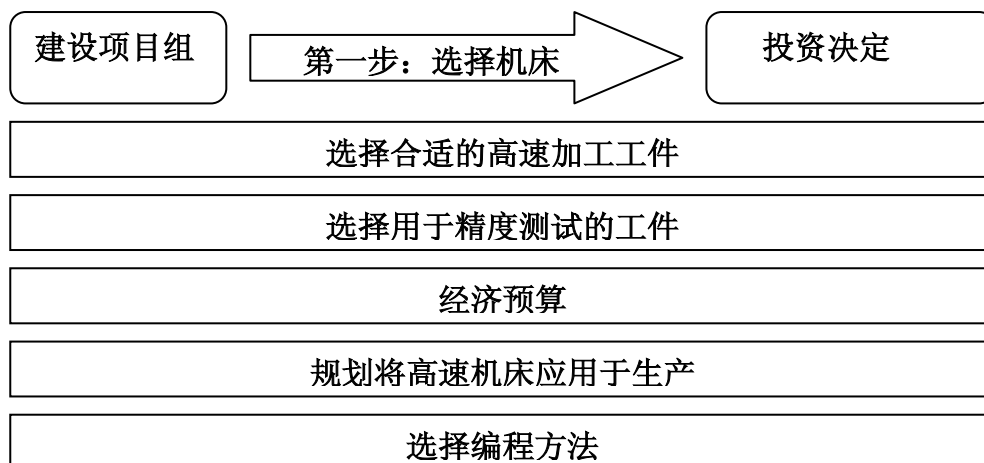 建设项目组
第一步：选择机床
投资决定
选择合适的高速加工工件
选择用于精度测试的工件
经济预算
规划将高速机床应用于生产
选择编程方法